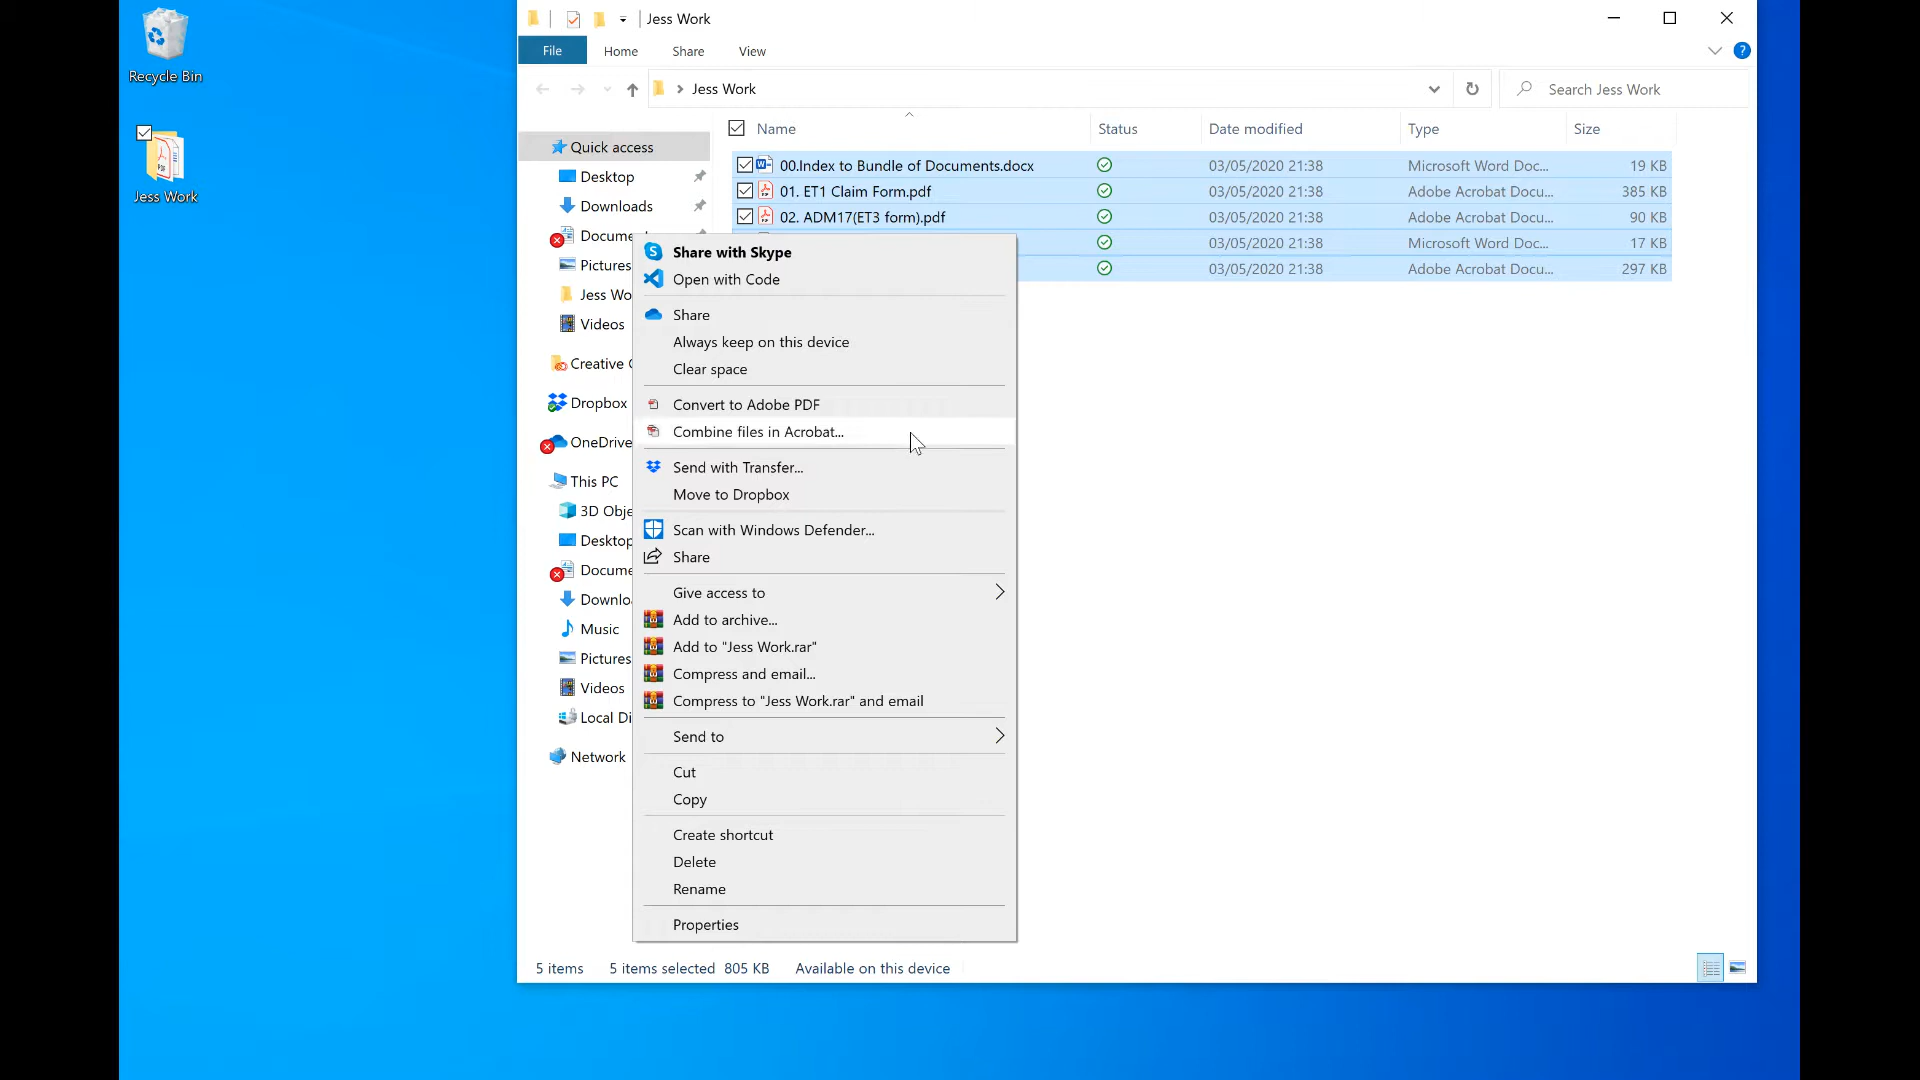 Recycle Bin
Jess Work
Jess Work
File Home Share View
Jess Work
Search Jess Work
Name Status Date modified Type Size
00.Index to Bundle of Documents.docx 03/05/2020 21:38 Microsoft Word Doc... 19 KB
01. ET1 Claim Form.pdf 03/05/2020 21:38 Adobe Acrobat Docu... 385 KB
02. ADM17(ET3 form).pdf 03/05/2020 21:38 Adobe Acrobat Docu... 90 KB
03/05/2020 21:38 Microsoft Word Doc... 17 KB
03/05/2020 21:38 Adobe Acrobat Docu... 297 KB
Quick access
Desktop
Downloads
Docume
Pictures
Jess Wo
Videos
Creative C
Dropbox
OneDrive
This PC
3D Obje
Desktop
Docume
Downlo
Music
Pictures
Videos
Local Di
Network
Share with Skype
Open with Code
Share
Always keep on this device
Clear space
Convert to Adobe PDF
Combine files in Acrobat...
Send with Transfer...
Move to Dropbox
Scan with Windows Defender...
Share
Give access to
Add to archive...
Add to "Jess Work.rar"
Compress and email...
Compress to "Jess Work.rar" and email
Send to
Cut
Copy
Create shortcut
Delete
Rename
Properties
5 items 5 items selected 805 KB Available on this device